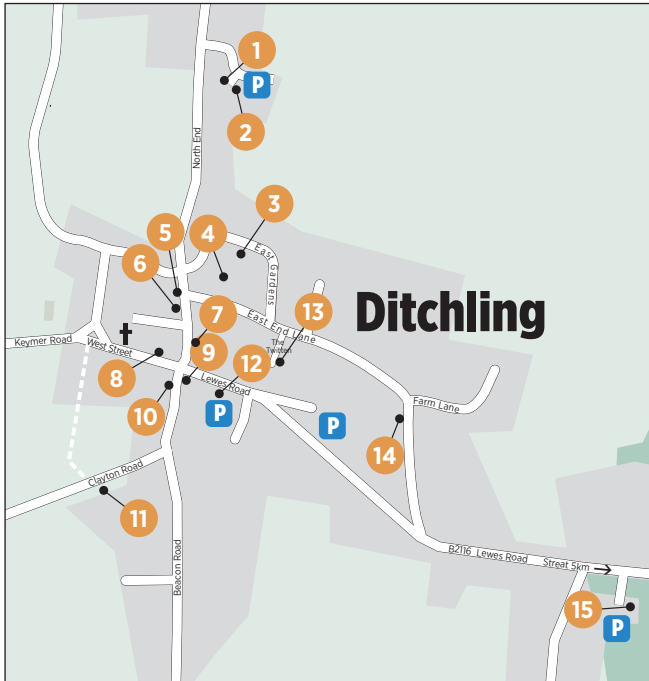 1
P
2
North End
3
4
5
6
East Gardens
Ditchling
13
7
East End Lane
The
Twitten
Keymer Road
West Street
8
9
12
Lewes Road
10
P
P
Farm Lane
14
Clayton Road
11
Beacon Road
B2116 Lewes Road
Streat 5km →
15
P